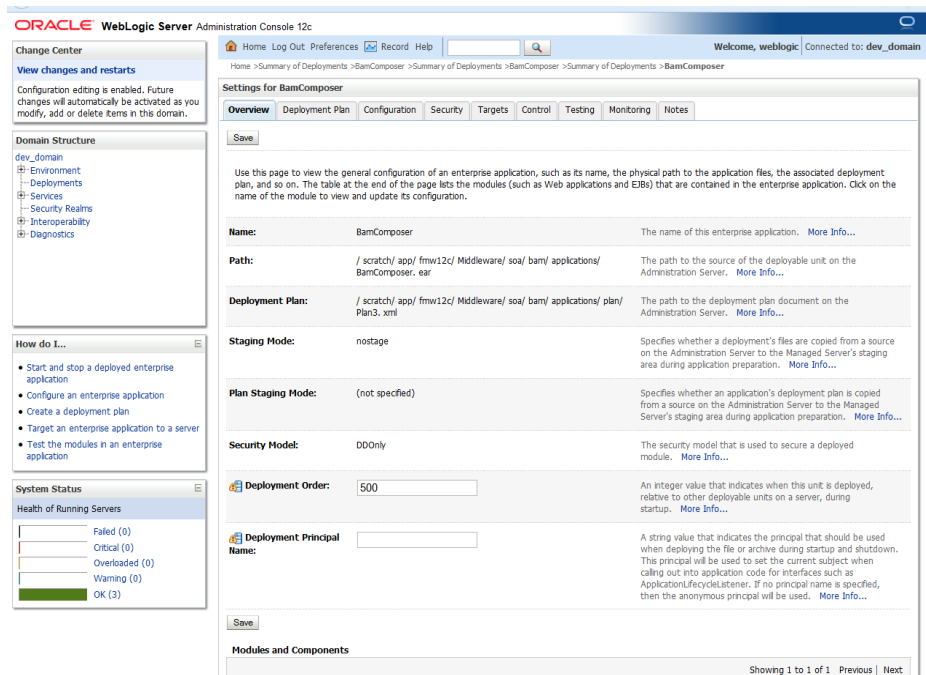 ORACLE WebLogic Server Administration Console 12c
Change Center
View changes and restarts
Configuration editing is enabled. Future
changes will automatically be activated as you
modify, add or delete items in this domain.
Domain Structure
dev_domain
Environment
Deployments
Services
Security Realms
Interoperability
Diagnostics
How do I...
Start and stop a deployed enterprise
application
Configure an enterprise application
Create a deployment plan
Target an enterprise application to a server
Test the modules in an enterprise
application
System Status
Health of Running Servers
Failed (0)
Critical (0)
Overloaded (0)
Warning (0)
OK (3)
Home Log Out Preferences Record Help
Welcome, weblogic Connected to: dev_domain
Home >Summary of Deployments >BamComposer >Summary of Deployments >BamComposer >Summary of Deployments >BamComposer
Settings for BamComposer
Overview Deployment Plan Configuration Security Targets Control Testing Monitoring Notes
Save
Use this page to view the general configuration of an enterprise application, such as its name, the physical path to the application files, the associated deployment
plan, and so on. The table at the end of the page lists the modules (such as Web applications and EJBs) that are contained in the enterprise application. Click on the
name of the module to view and update its configuration.
Name: BamComposer The name of this enterprise application. More Info...
Path: / scratch/ app/ fmw12c/ Middleware/ soa/ bam/ applications/ The path to the source of the deployable unit on the
BamComposer. ear Administration Server. More Info...
Deployment Plan: / scratch/ app/ fmw12c/ Middleware/ soa/ bam/ applications/ plan/ The path to the deployment plan document on the
Plan3. xml Administration Server. More Info...
Staging Mode: nostage Specifies whether a deployment's files are copied from a source
on the Administration Server to the Managed Server's staging
area during application preparation. More Info...
Plan Staging Mode: (not specified) Specifies whether an application's deployment plan is copied
from a source on the Administration Server to the Managed
Server's staging area during application preparation. More Info...
Security Model: DDOnly The security model that is used to secure a deployed
module. More Info...
Deployment Order: 500 An integer value that indicates when this unit is deployed,
relative to other deployable units on a server, during
startup. More Info...
Deployment Principal A string value that indicates the principal that should be used
Name: when deploying the file or archive during startup and shutdown.
This principal will be used to set the current subject when
calling out into application code for interfaces such as
ApplicationLifecycleListener. If no principal name is specified,
then the anonymous principal will be used. More Info...
Save
Modules and Components
Showing 1 to 1 of 1 Previous | Next